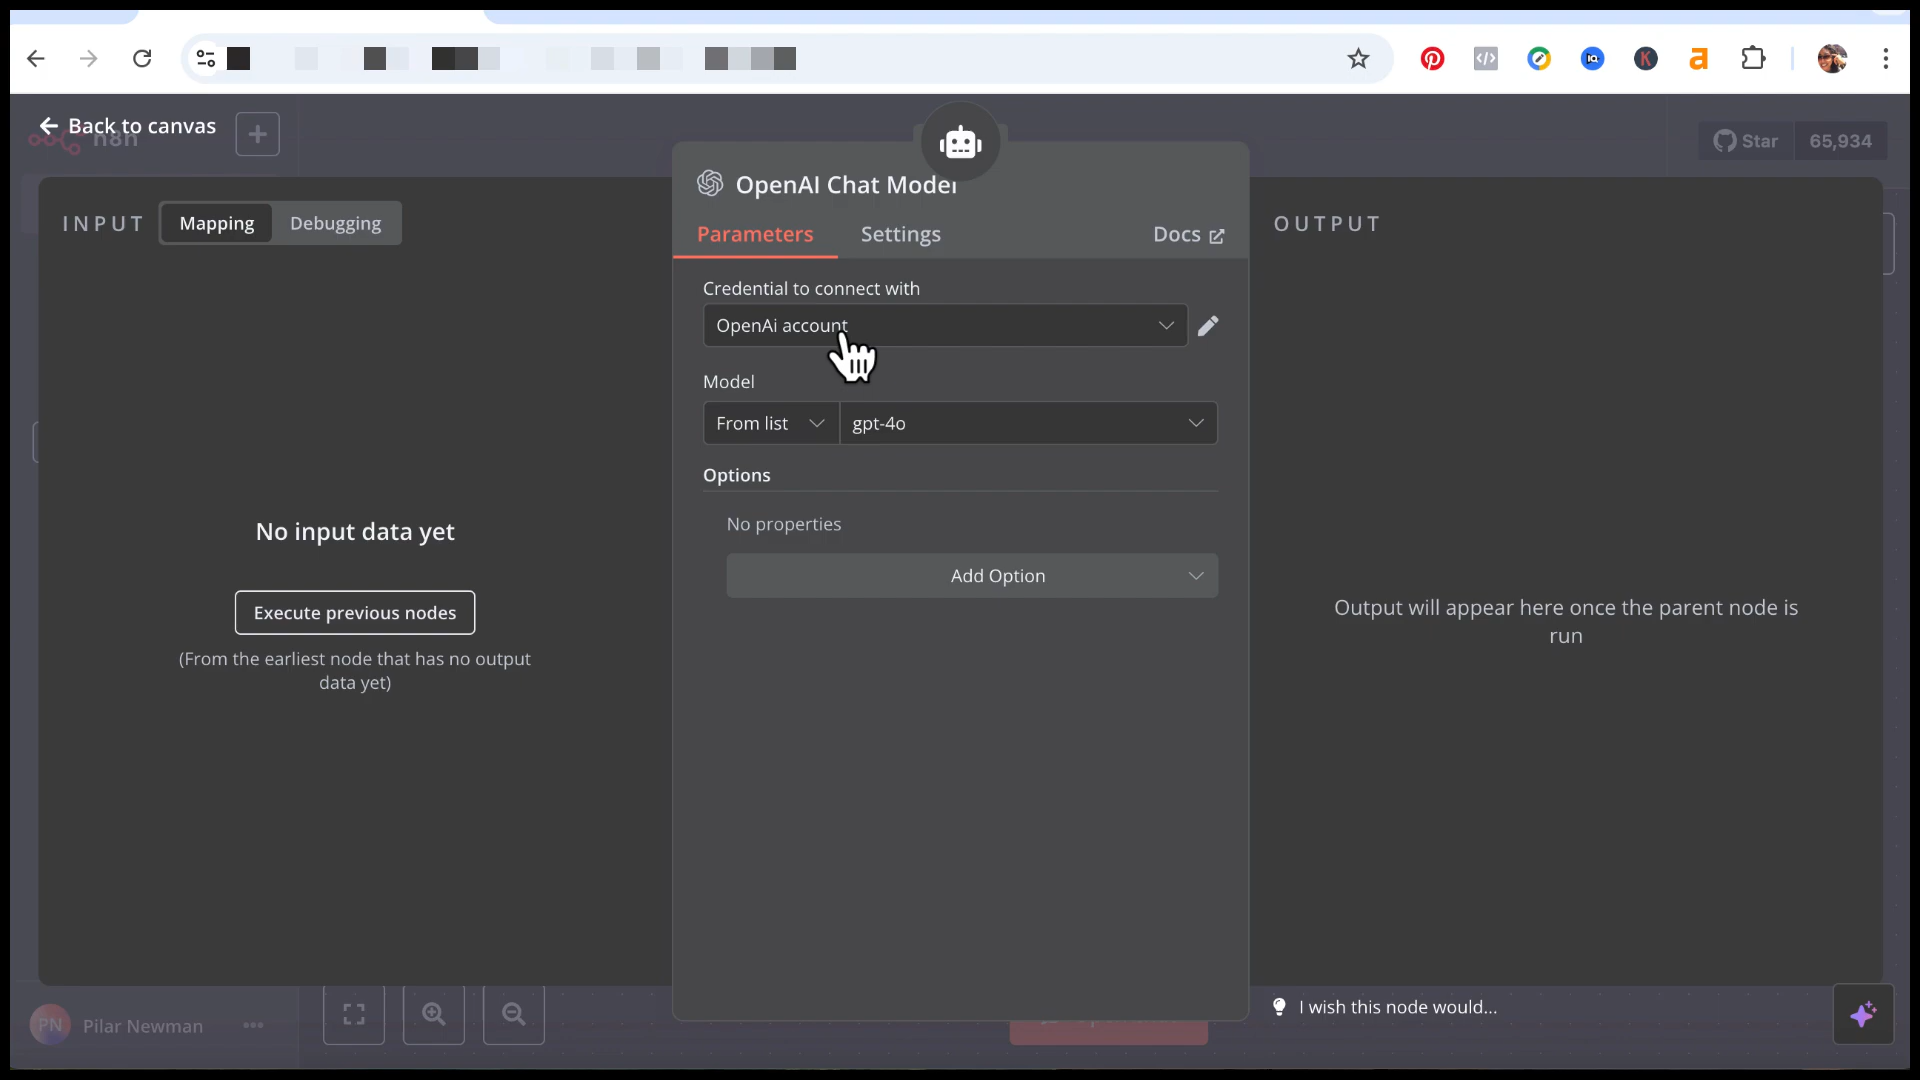 Back to canvas
n8n
Star
65,934
INPUT
Mapping
Debugging
No input data yet
Execute previous nodes
(From the earliest node that has no output
data yet)
OpenAI Chat Model
Parameters
Settings
Docs
Credential to connect with
OpenAi account
Model
From list
gpt-4o
Options
No properties
Add Option
OUTPUT
Output will appear here once the parent node is
run
I wish this node would...
PN
Pilar Newman